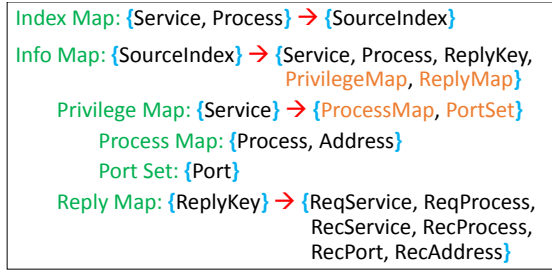 Index Map: {Service, Process} → {SourceIndex}
Info Map: {SourceIndex} → {Service, Process, ReplyKey,
PrivilegeMap, ReplyMap}
Privilege Map: {Service} → {ProcessMap, PortSet}
Process Map: {Process, Address}
Port Set: {Port}
Reply Map: {ReplyKey} → {ReqService, ReqProcess,
RecService, RecProcess,
RecPort, RecAddress}